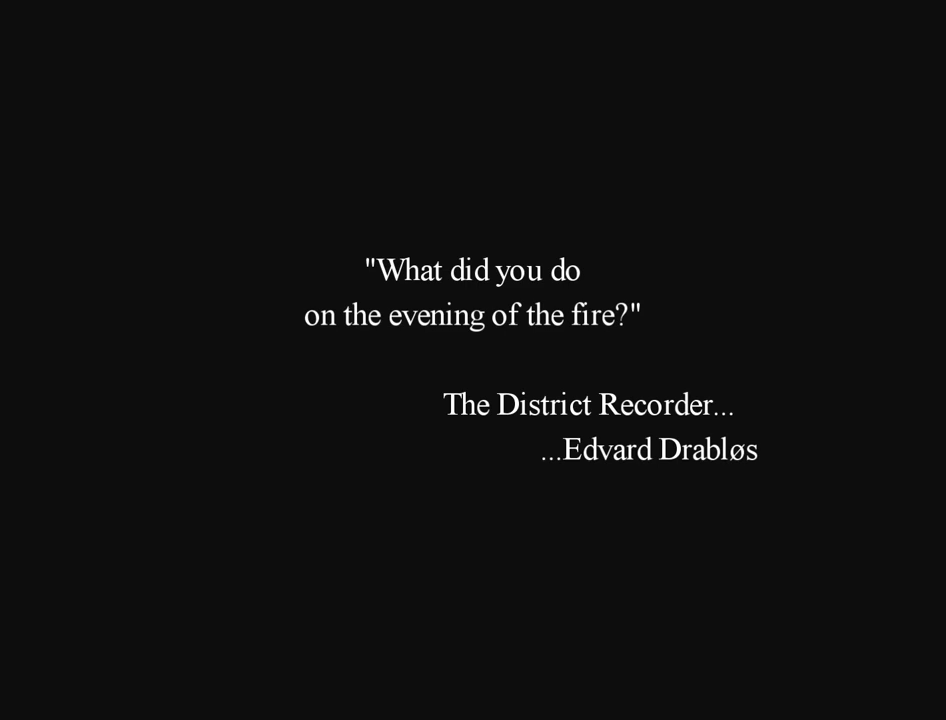 "What did you do
on the evening of the fire?"
The District Recorder...
...Edvard Drabløs